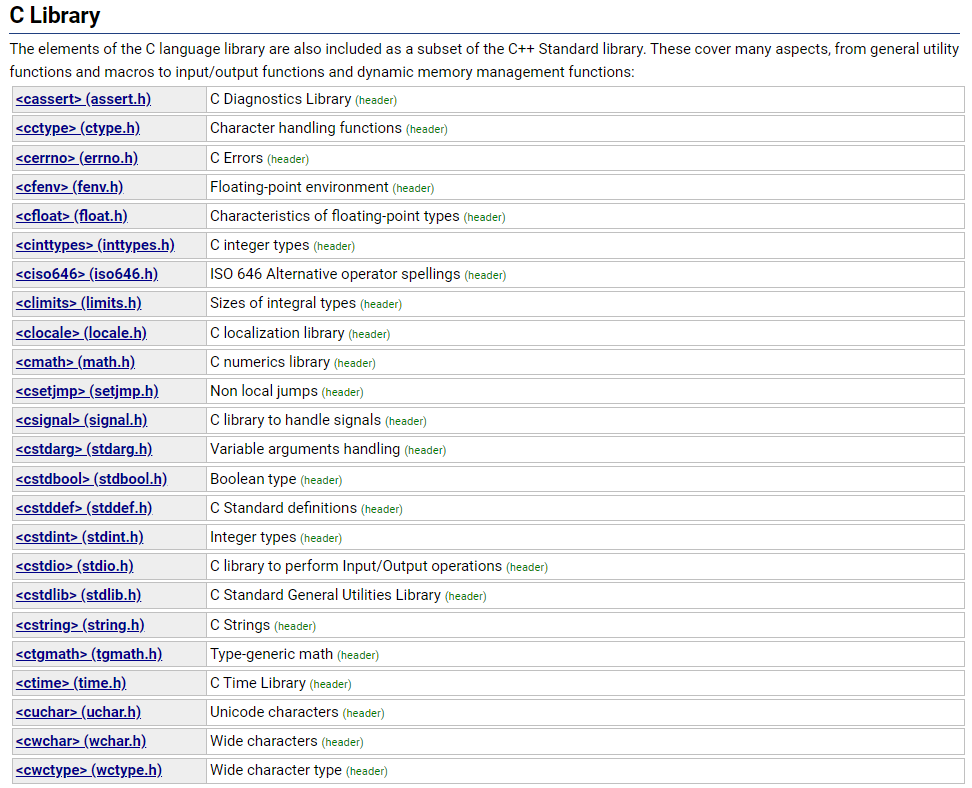 C Library
The elements of the C language library are also included as a subset of the C++ Standard library. These cover many aspects, from general utility
functions and macros to input/output functions and dynamic memory management functions:
<cassert> (assert.h) C Diagnostics Library (header)
<cctype> (ctype.h) Character handling functions (header)
<cerrno> (errno.h) C Errors (header)
<cfenv> (fenv.h) Floating-point environment (header)
<cfloat> (float.h) Characteristics of floating-point types (header)
<cinttypes> (inttypes.h) C integer types (header)
<ciso646> (iso646.h) ISO 646 Alternative operator spellings (header)
<climits> (limits.h) Sizes of integral types (header)
<clocale> (locale.h) C localization library (header)
<cmath> (math.h) C numerics library (header)
<csetjmp> (setjmp.h) Non local jumps (header)
<csignal> (signal.h) C library to handle signals (header)
<cstdarg> (stdarg.h) Variable arguments handling (header)
<cstdbool> (stdbool.h) Boolean type (header)
<cstddef> (stddef.h) C Standard definitions (header)
<cstdint> (stdint.h) Integer types (header)
<cstdio> (stdio.h) C library to perform Input/Output operations (header)
<cstdlib> (stdlib.h) C Standard General Utilities Library (header)
<cstring> (string.h) C Strings (header)
<ctgmath> (tgmath.h) Type-generic math (header)
<ctime> (time.h) C Time Library (header)
<cuchar> (uchar.h) Unicode characters (header)
<cwchar> (wchar.h) Wide characters (header)
<cwctype> (wctype.h) Wide character type (header)